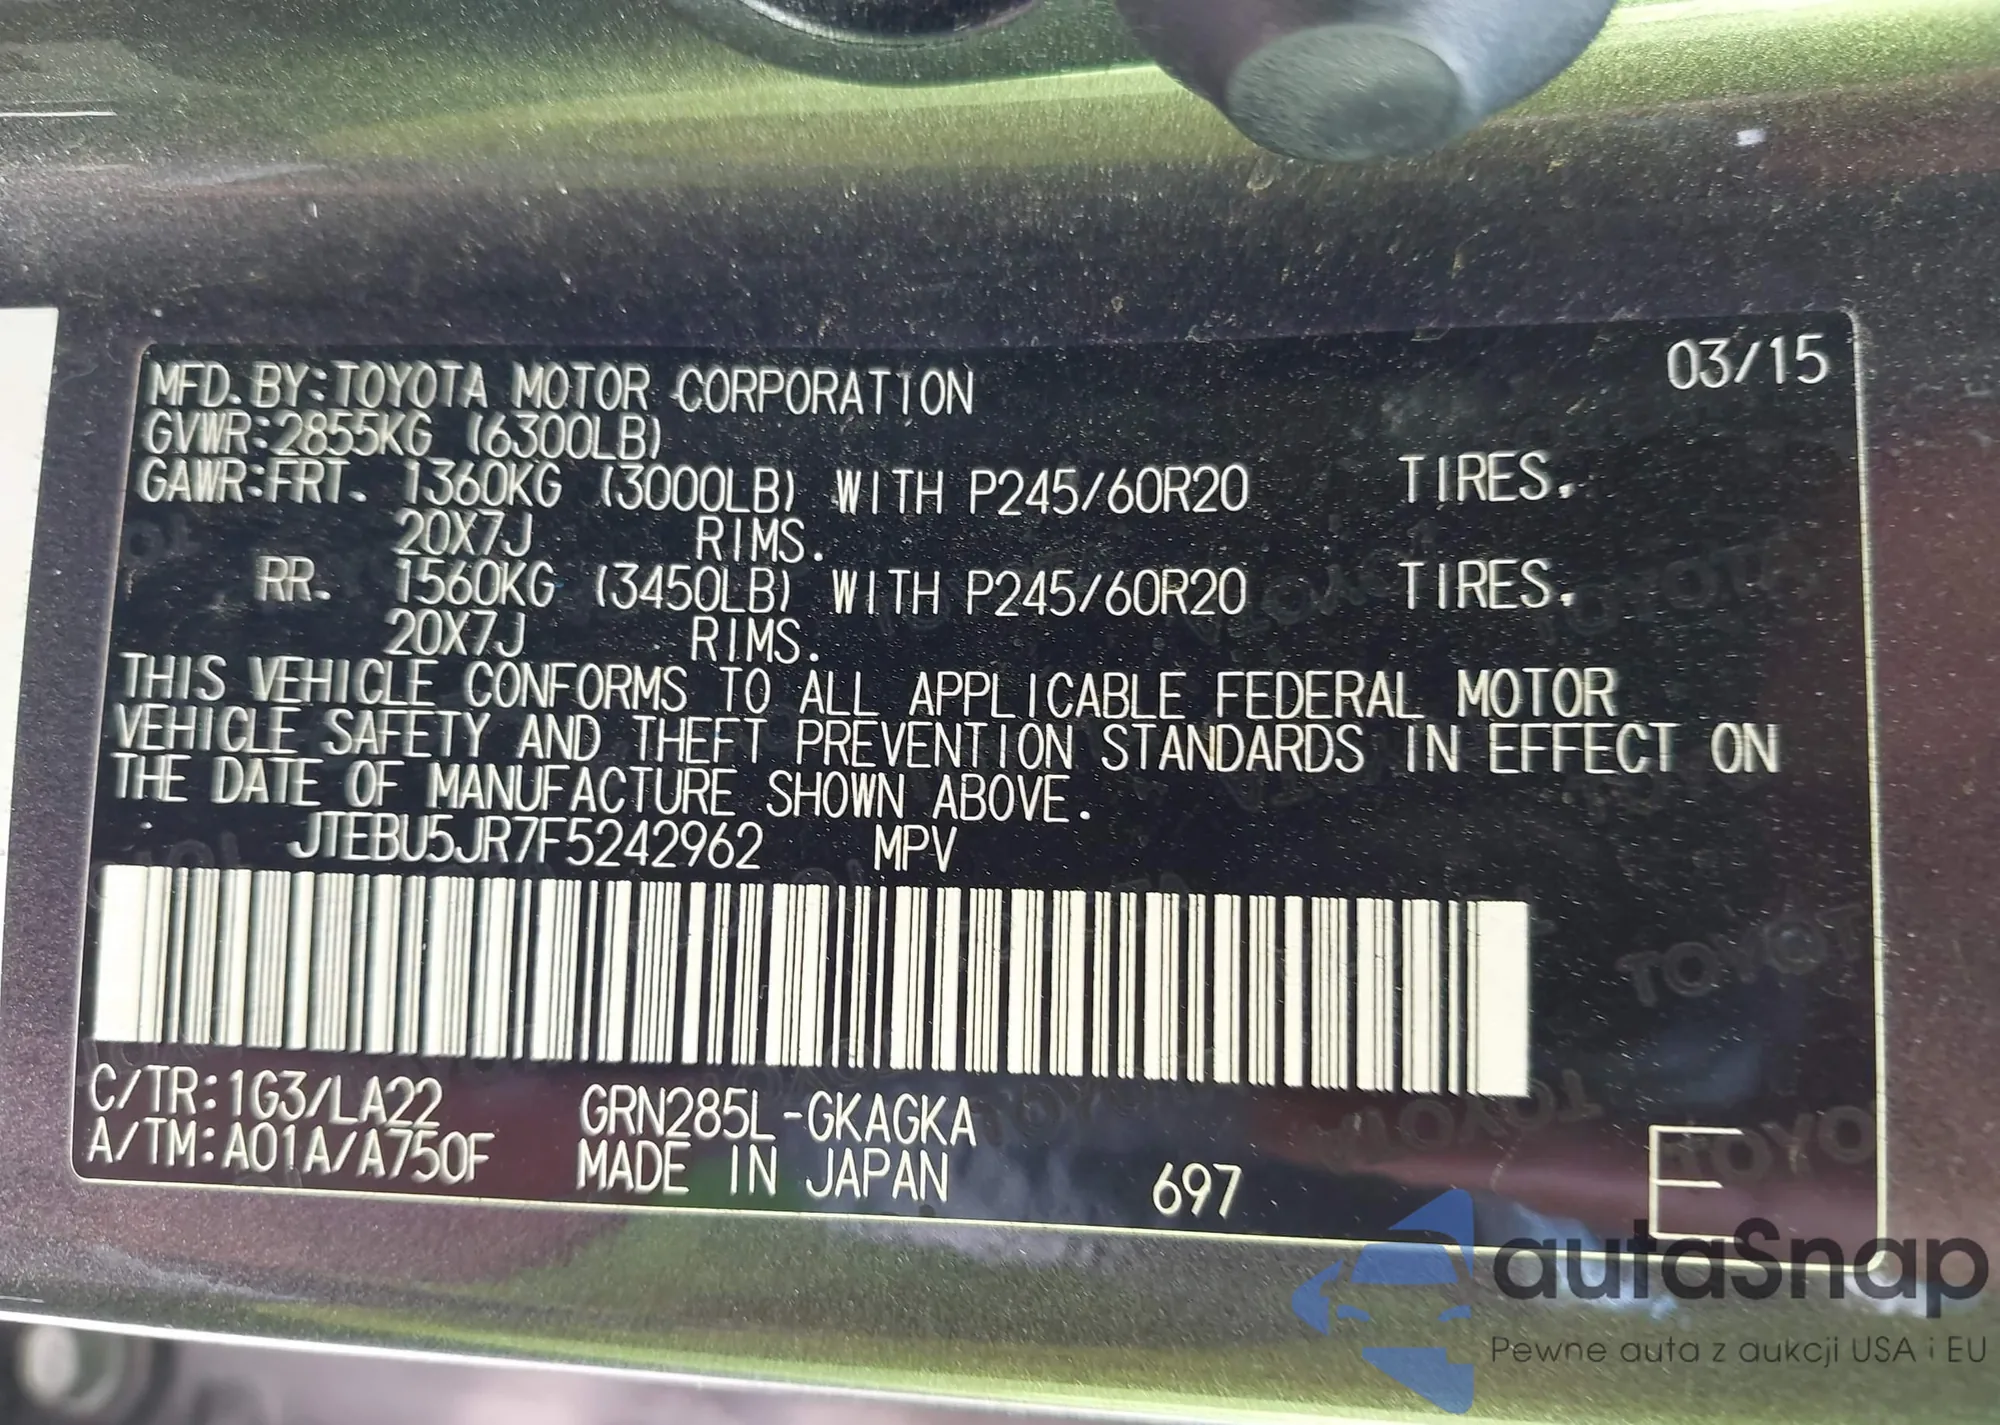 03/15
MFD. BY:TOYOTA MOTOR CORPORATION
GVWR:2855KG (6300LB)
GAWR:FRT. 1360KG (3000LB) WITH P245/60R20 TIRES.
20X7J RIMS.
RR. 1560KG (3450LB) WITH P245/60R20 TIRES.
20X7J RIMS.
THIS VEHICLE CONFORMS TO ALL APPLICABLE FEDERAL MOTOR
VEHICLE SAFETY AND THEFT PREVENTION STANDARDS IN EFFECT ON
THE DATE OF MANUFACTURE SHOWN ABOVE.
JTEBU5JR7F5242962 MPV
C/TR:1G3/LA22 GRN285L-GKAGKA
A/TM:A01A/A750F MADE IN JAPAN 697 E
autaSnap
Pewne auta z aukcji USA i EU